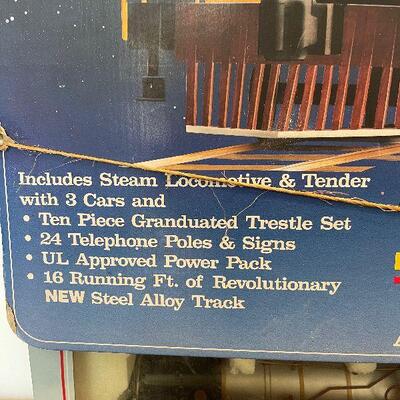 Includes Steam Locomotive & Tender
with 3 Cars and
• Ten Piece Granduated Trestle Set
• 24 Telephone Poles & Signs
• UL Approved Power Pack
• 16 Running Ft. of Revolutionary
NEW Steel Alloy Track